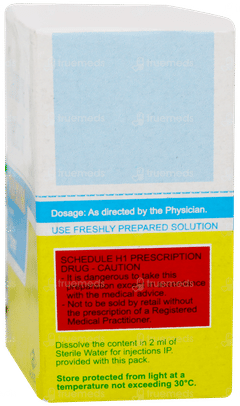 truemeds
Dosage: As directed by the Physician.
USE FRESHLY PREPARED SOLUTION
SCHEDULE H1 PRESCRIPTION
DRUG - CAUTION
- It is dangerous to take this
preparation except in accordance
with the medical advice.
Not to be sold by retail without
the prescription of a Registered
Medical Practitioner.
Dissolve the content in 2 ml of
Sterile Water for injections IP.
provided with this pack.
Store protected from light at a
temperature not exceeding 30°C.